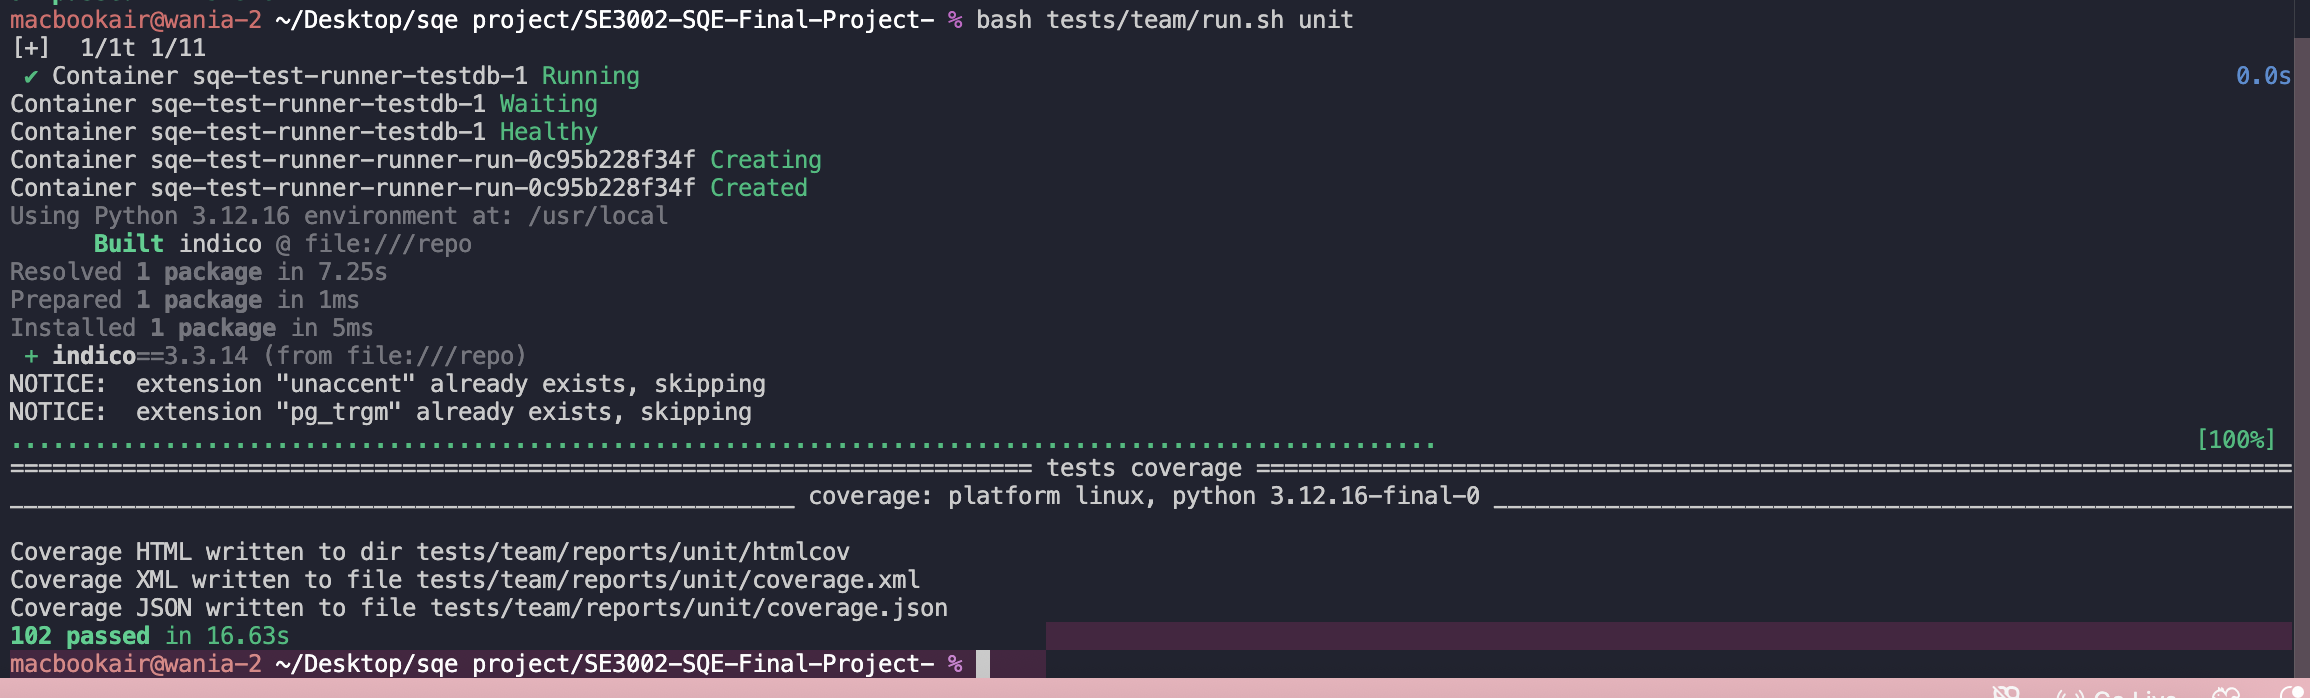 macbookair@wania-2 ~/Desktop/sqe project/SE3002-SQE-Final-Project- % bash tests/team/run.sh unit
[+]  1/1t 1/11
✔ Container sqe-test-runner-testdb-1 Running 0.0s
Container sqe-test-runner-testdb-1 Waiting
Container sqe-test-runner-testdb-1 Healthy
Container sqe-test-runner-runner-run-0c95b228f34f Creating
Container sqe-test-runner-runner-run-0c95b228f34f Created
Using Python 3.12.16 environment at: /usr/local
Built indico @ file:///repo
Resolved 1 package in 7.25s
Prepared 1 package in 1ms
Installed 1 package in 5ms
+ indico==3.3.14 (from file:///repo)
NOTICE:  extension "unaccent" already exists, skipping
NOTICE:  extension "pg_trgm" already exists, skipping
...................................................................................................... [100%]
========================================================================== tests coverage ===========================================================================
________________________________________________________ coverage: platform linux, python 3.12.16-final-0 _________________________________________________________
Coverage HTML written to dir tests/team/reports/unit/htmlcov
Coverage XML written to file tests/team/reports/unit/coverage.xml
Coverage JSON written to file tests/team/reports/unit/coverage.json
102 passed in 16.63s
macbookair@wania-2 ~/Desktop/sqe project/SE3002-SQE-Final-Project- %